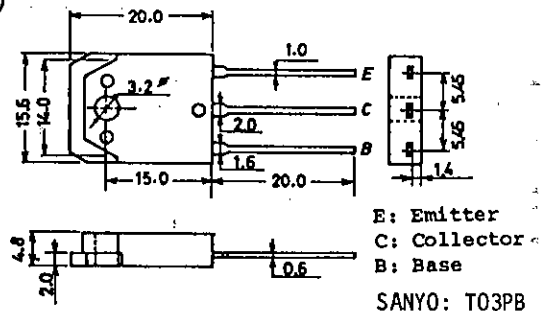 20.0
1.0
E
3.2ø
C
15.6
14.0
2.0
5.45
5.45
1.6
B
15.0
20.0
1.4
4.8
2.0
0.6
E: Emitter
C: Collector
B: Base
SANYO: TO3PB